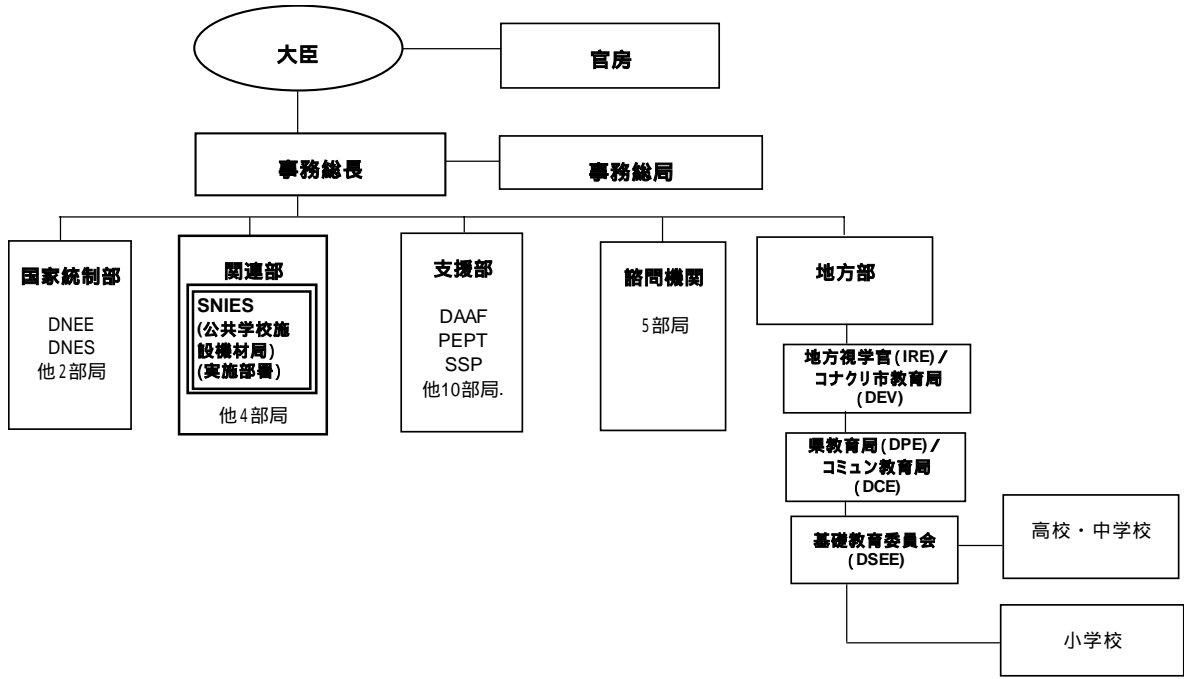 大臣
官房
事務総長
事務総局
国家統制部
DNEE
DNES
他2部局
関連部
SNIES
(公共学校施
設機材局)
(実施部署)
他4部局
支援部
DAAF
PEPT
SSP
他10部局.
諮問機関
5部局
地方部
地方視学官(IRE)/
コナクリ市教育局
(DEV)
県教育局(DPE)/
コミュン教育局
(DCE)
基礎教育委員会
(DSEE)
高校・中学校
小学校